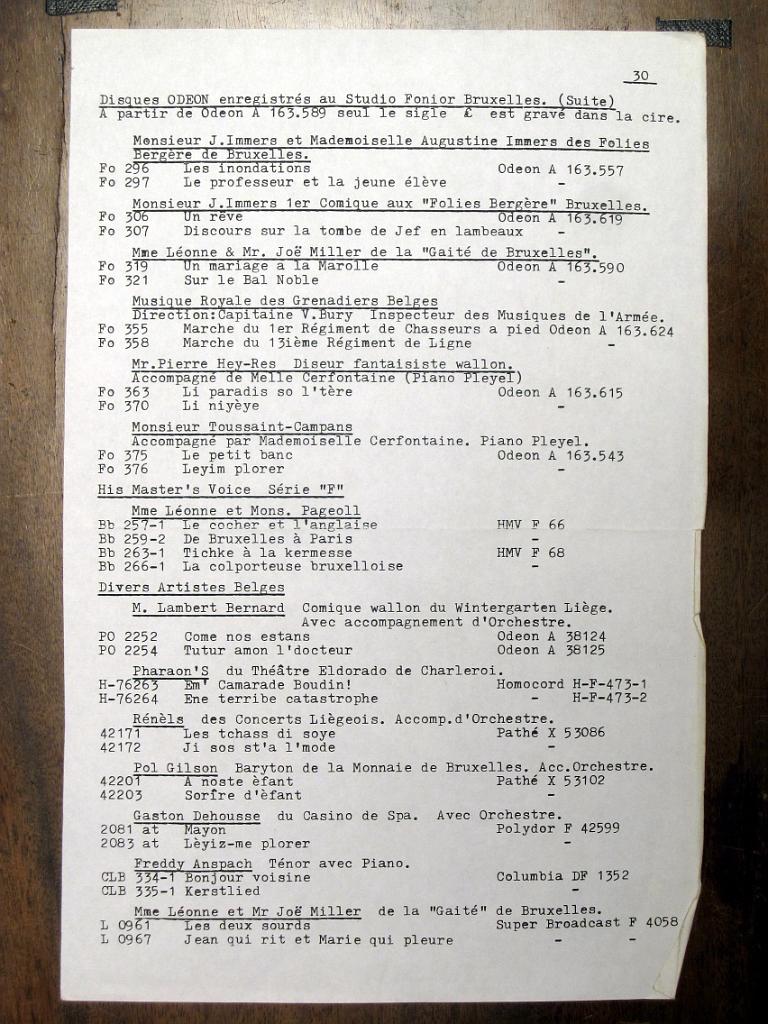 30
Disques ODEON enregistrés au Studio Fonior Bruxelles. (Suite)
A partir de Odeon A 163.589 seul le sigle £ est gravé dans la cire.
Monsieur J.Immers et Mademoiselle Augustine Immers des Folies
Bergère de Bruxelles.
Fo 296 Les inondations Odeon A 163.557
Fo 297 Le professeur et la jeune élève -
Monsieur J.Immers 1er Comique aux "Folies Bergère" Bruxelles.
Fo 306 Un rêve Odeon A 163.619
Fo 307 Discours sur la tombe de Jef en lambeaux -
Mme Léonne & Mr. Joë Miller de la "Gaité de Bruxelles".
Fo 319 Un mariage a la Marolle Odeon A 163.590
Fo 321 Sur le Bal Noble -
Musique Royale des Grenadiers Belges
Direction:Capitaine V.Bury Inspecteur des Musiques de l'Armée.
Fo 355 Marche du 1er Régiment de Chasseurs a pied Odeon A 163.624
Fo 358 Marche du 13ième Régiment de Ligne -
Mr.Pierre Hey-Res Diseur fantaisiste wallon.
Accompagné de Melle Cerfontaine (Piano Pleyel)
Fo 363 Li paradis so l'tère Odeon A 163.615
Fo 370 Li niyèye -
Monsieur Toussaint-Campans
Accompagné par Mademoiselle Cerfontaine. Piano Pleyel.
Fo 375 Le petit banc Odeon A 163.543
Fo 376 Leyim plorer -
His Master's Voice Série "F"
Mme Léonne et Mons. Pageoll
Bb 257-1 Le cocher et l'anglaise HMV F 66
Bb 259-2 De Bruxelles à Paris -
Bb 263-1 Tichke à la kermesse HMV F 68
Bb 266-1 La colporteuse bruxelloise -
Divers Artistes Belges
M. Lambert Bernard Comique wallon du Wintergarten Liège.
Avec accompagnement d'Orchestre.
PO 2252 Come nos estans Odeon A 38124
PO 2254 Tutur amon l'docteur Odeon A 38125
Pharaon'S du Théâtre Eldorado de Charleroi.
H-76263 Em' Camarade Boudin! Homocord H-F-473-1
H-76264 Ene terribe catastrophe - H-F-473-2
Rénèls des Concerts Liègeois. Accomp.d'Orchestre.
42171 Les tchass di soye Pathé X 53086
42172 Ji sos st'a l'mode -
Pol Gilson Baryton de la Monnaie de Bruxelles. Acc.Orchestre.
42201 A noste èfant Pathé X 53102
42203 Sorîre d'èfant -
Gaston Dehousse du Casino de Spa. Avec Orchestre.
2081 at Mayon Polydor F 42599
2083 at Lèyiz-me plorer -
Freddy Anspach Ténor avec Piano.
CLB 334-1 Bonjour voisine Columbia DF 1352
CLB 335-1 Kerstlied -
Mme Léonne et Mr Joë Miller de la "Gaité" de Bruxelles.
L 0961 Les deux sourds Super Broadcast F 4058
L 0967 Jean qui rit et Marie qui pleure - -